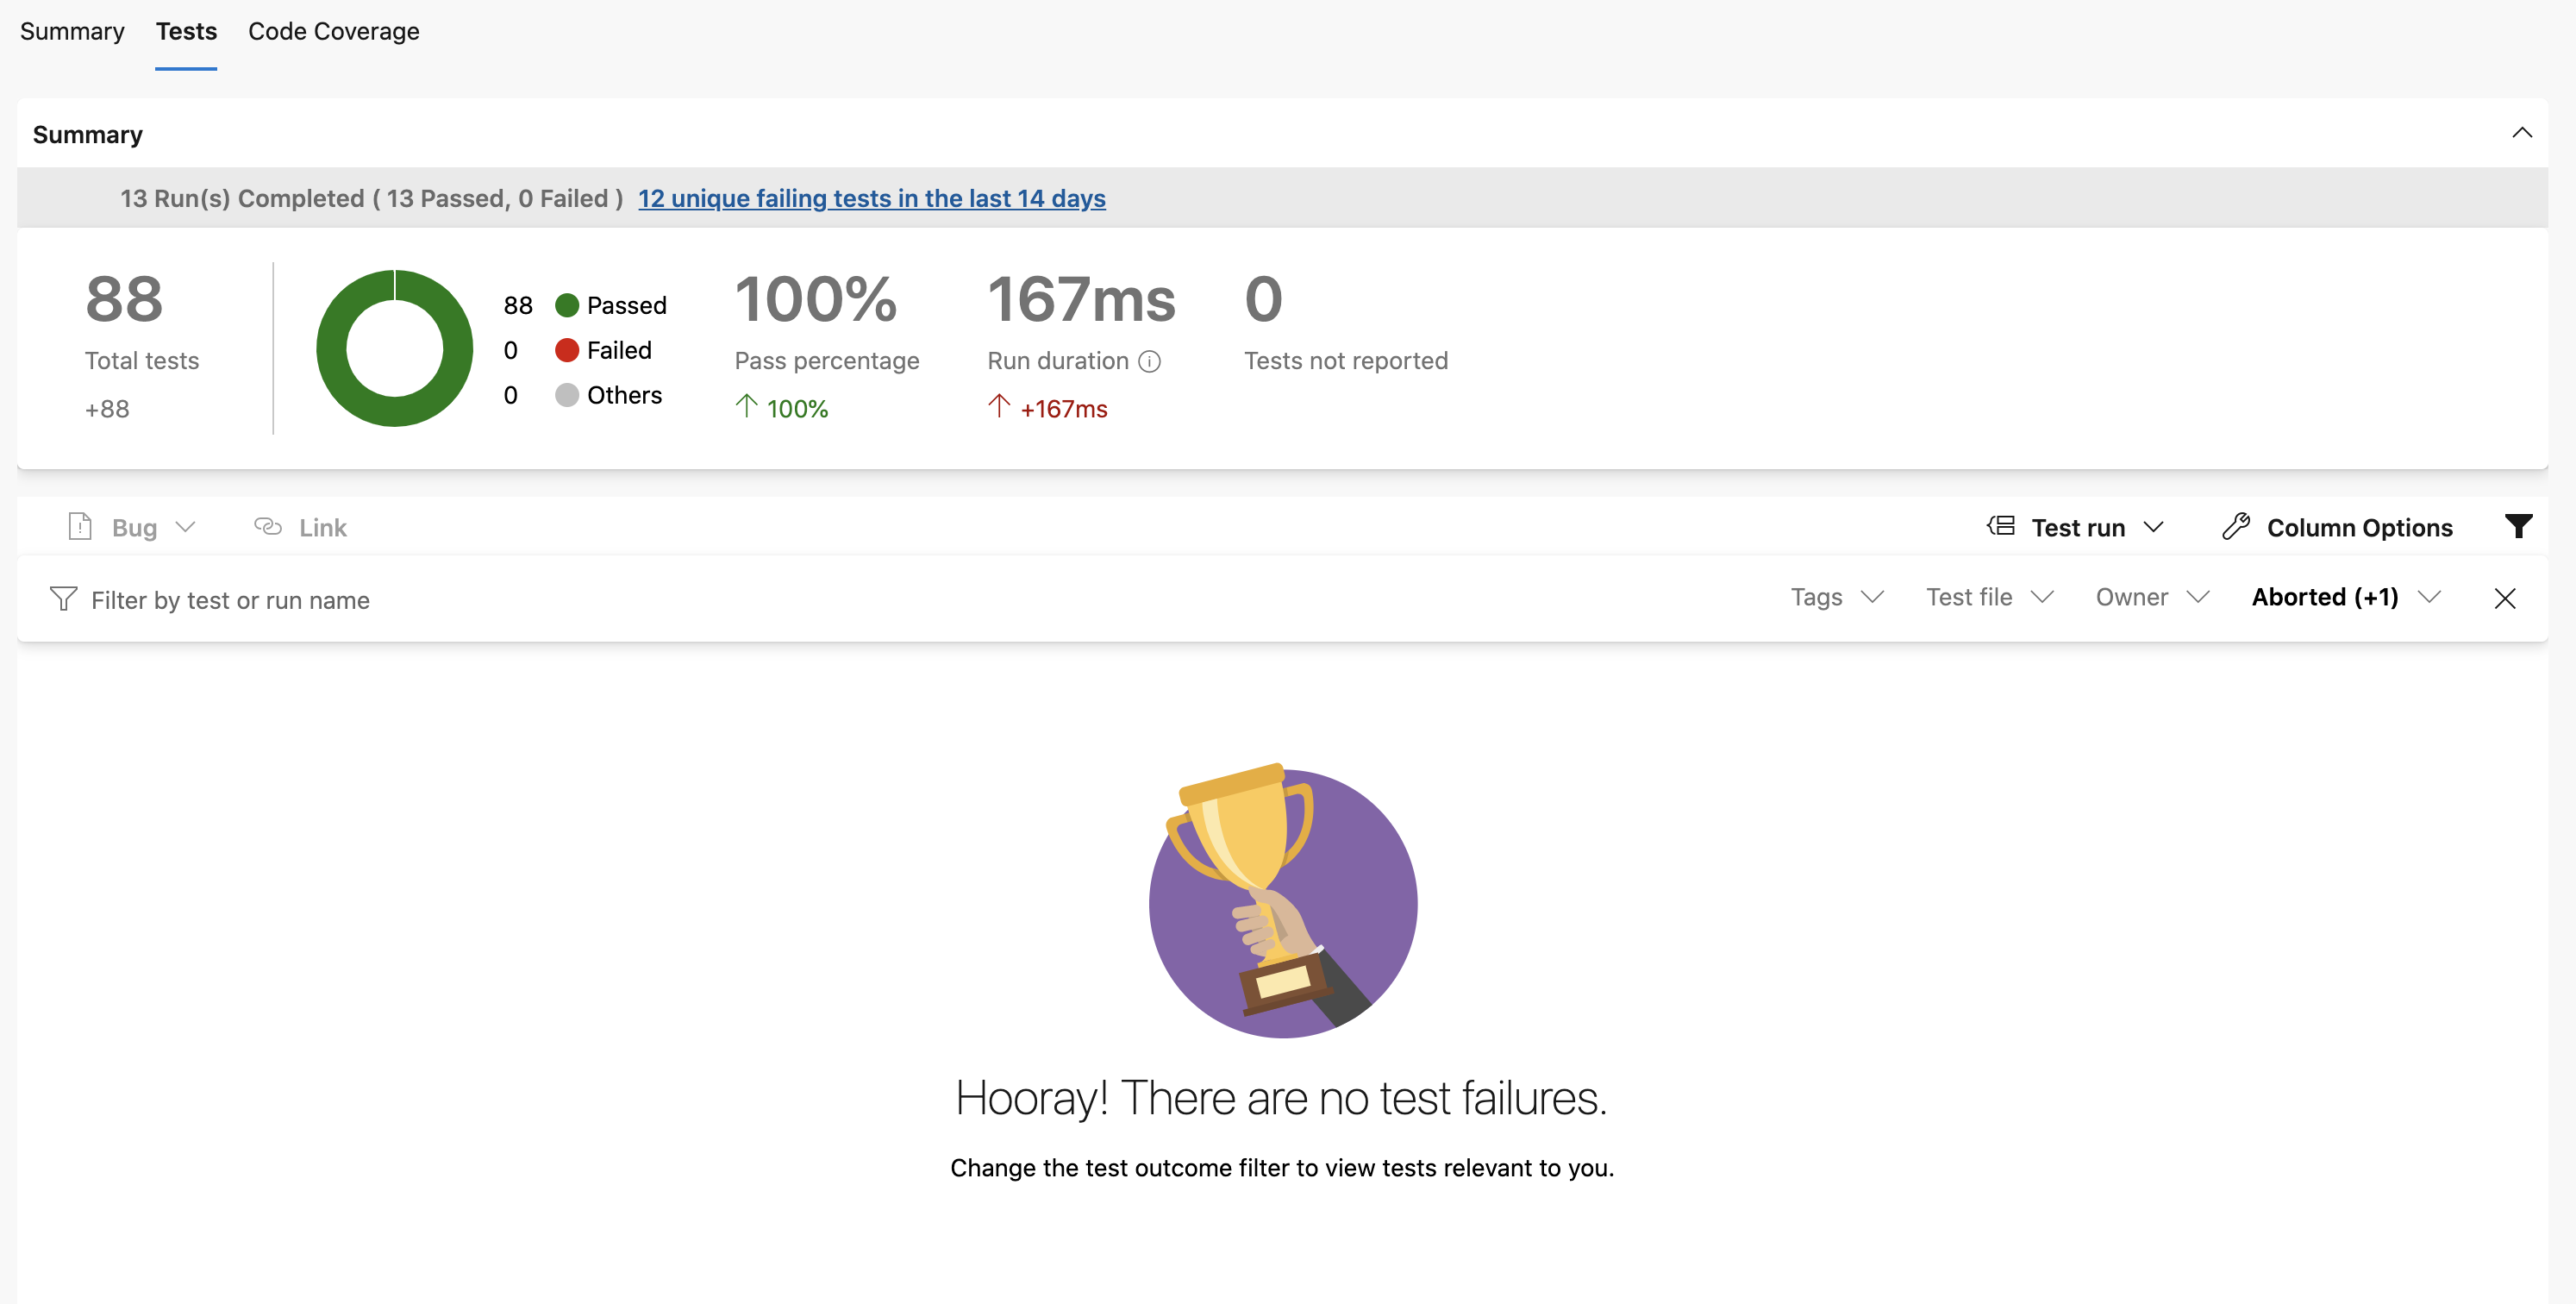 Summary Tests Code Coverage
Summary
13 Run(s) Completed ( 13 Passed, 0 Failed ) 12 unique failing tests in the last 14 days
88
Total tests
+88
88 Passed
0 Failed
0 Others
100%
Pass percentage
100%
167ms
Run duration
+167ms
0
Tests not reported
Bug Link Test run Column Options
Filter by test or run name Tags Test file Owner Aborted (+1)
Hooray! There are no test failures.
Change the test outcome filter to view tests relevant to you.